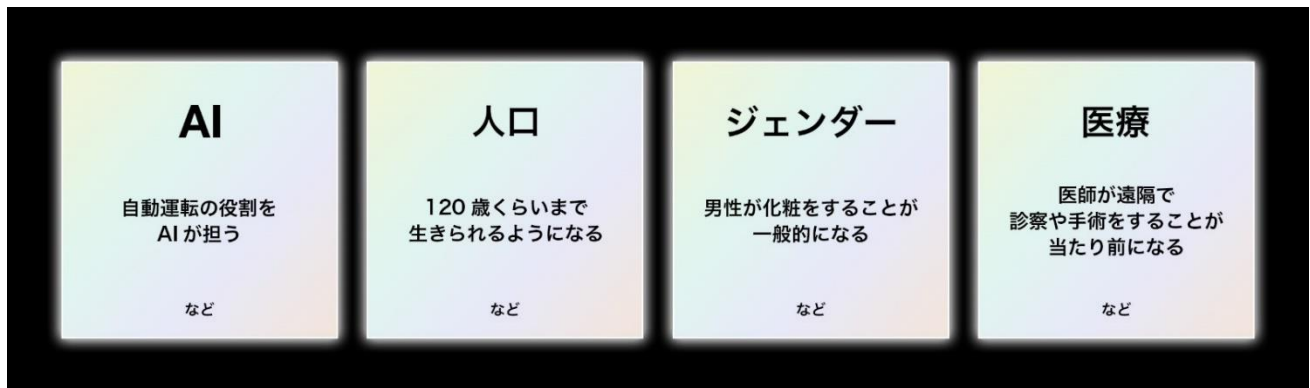 AI
自動運転の役割を
AIが担う
など
人口
120歳くらいまで
生きられるようになる
など
ジェンダー
男性が化粧をすることが
一般的になる
など
医療
医師が遠隔で
診察や手術をすることが
当たり前になる
など